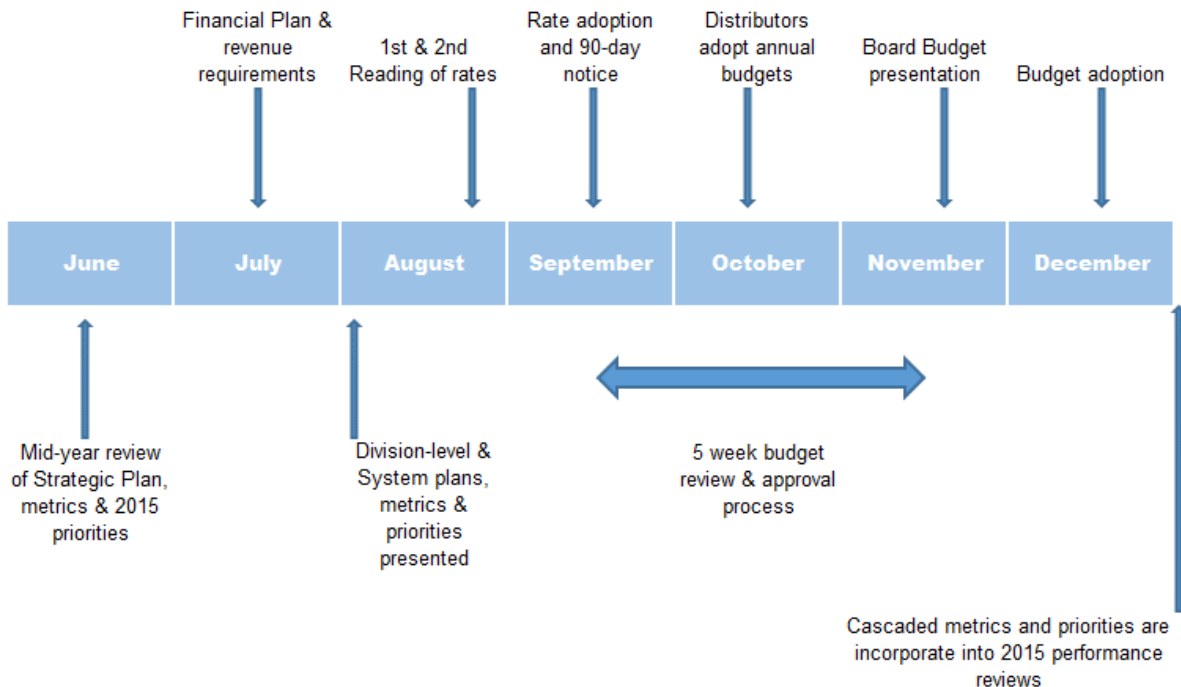 Financial Plan &
revenue
requirements
1st & 2nd
Reading of rates
Rate adoption
and 90-day
notice
Distributors
adopt annual
budgets
Board Budget
presentation
Budget adoption
June
July
August
September
October
November
December
Mid-year review
of Strategic Plan,
metrics & 2015
priorities
Division-level &
System plans,
metrics &
priorities
presented
5 week budget
review & approval
process
Cascaded metrics and priorities are
incorporate into 2015 performance
reviews